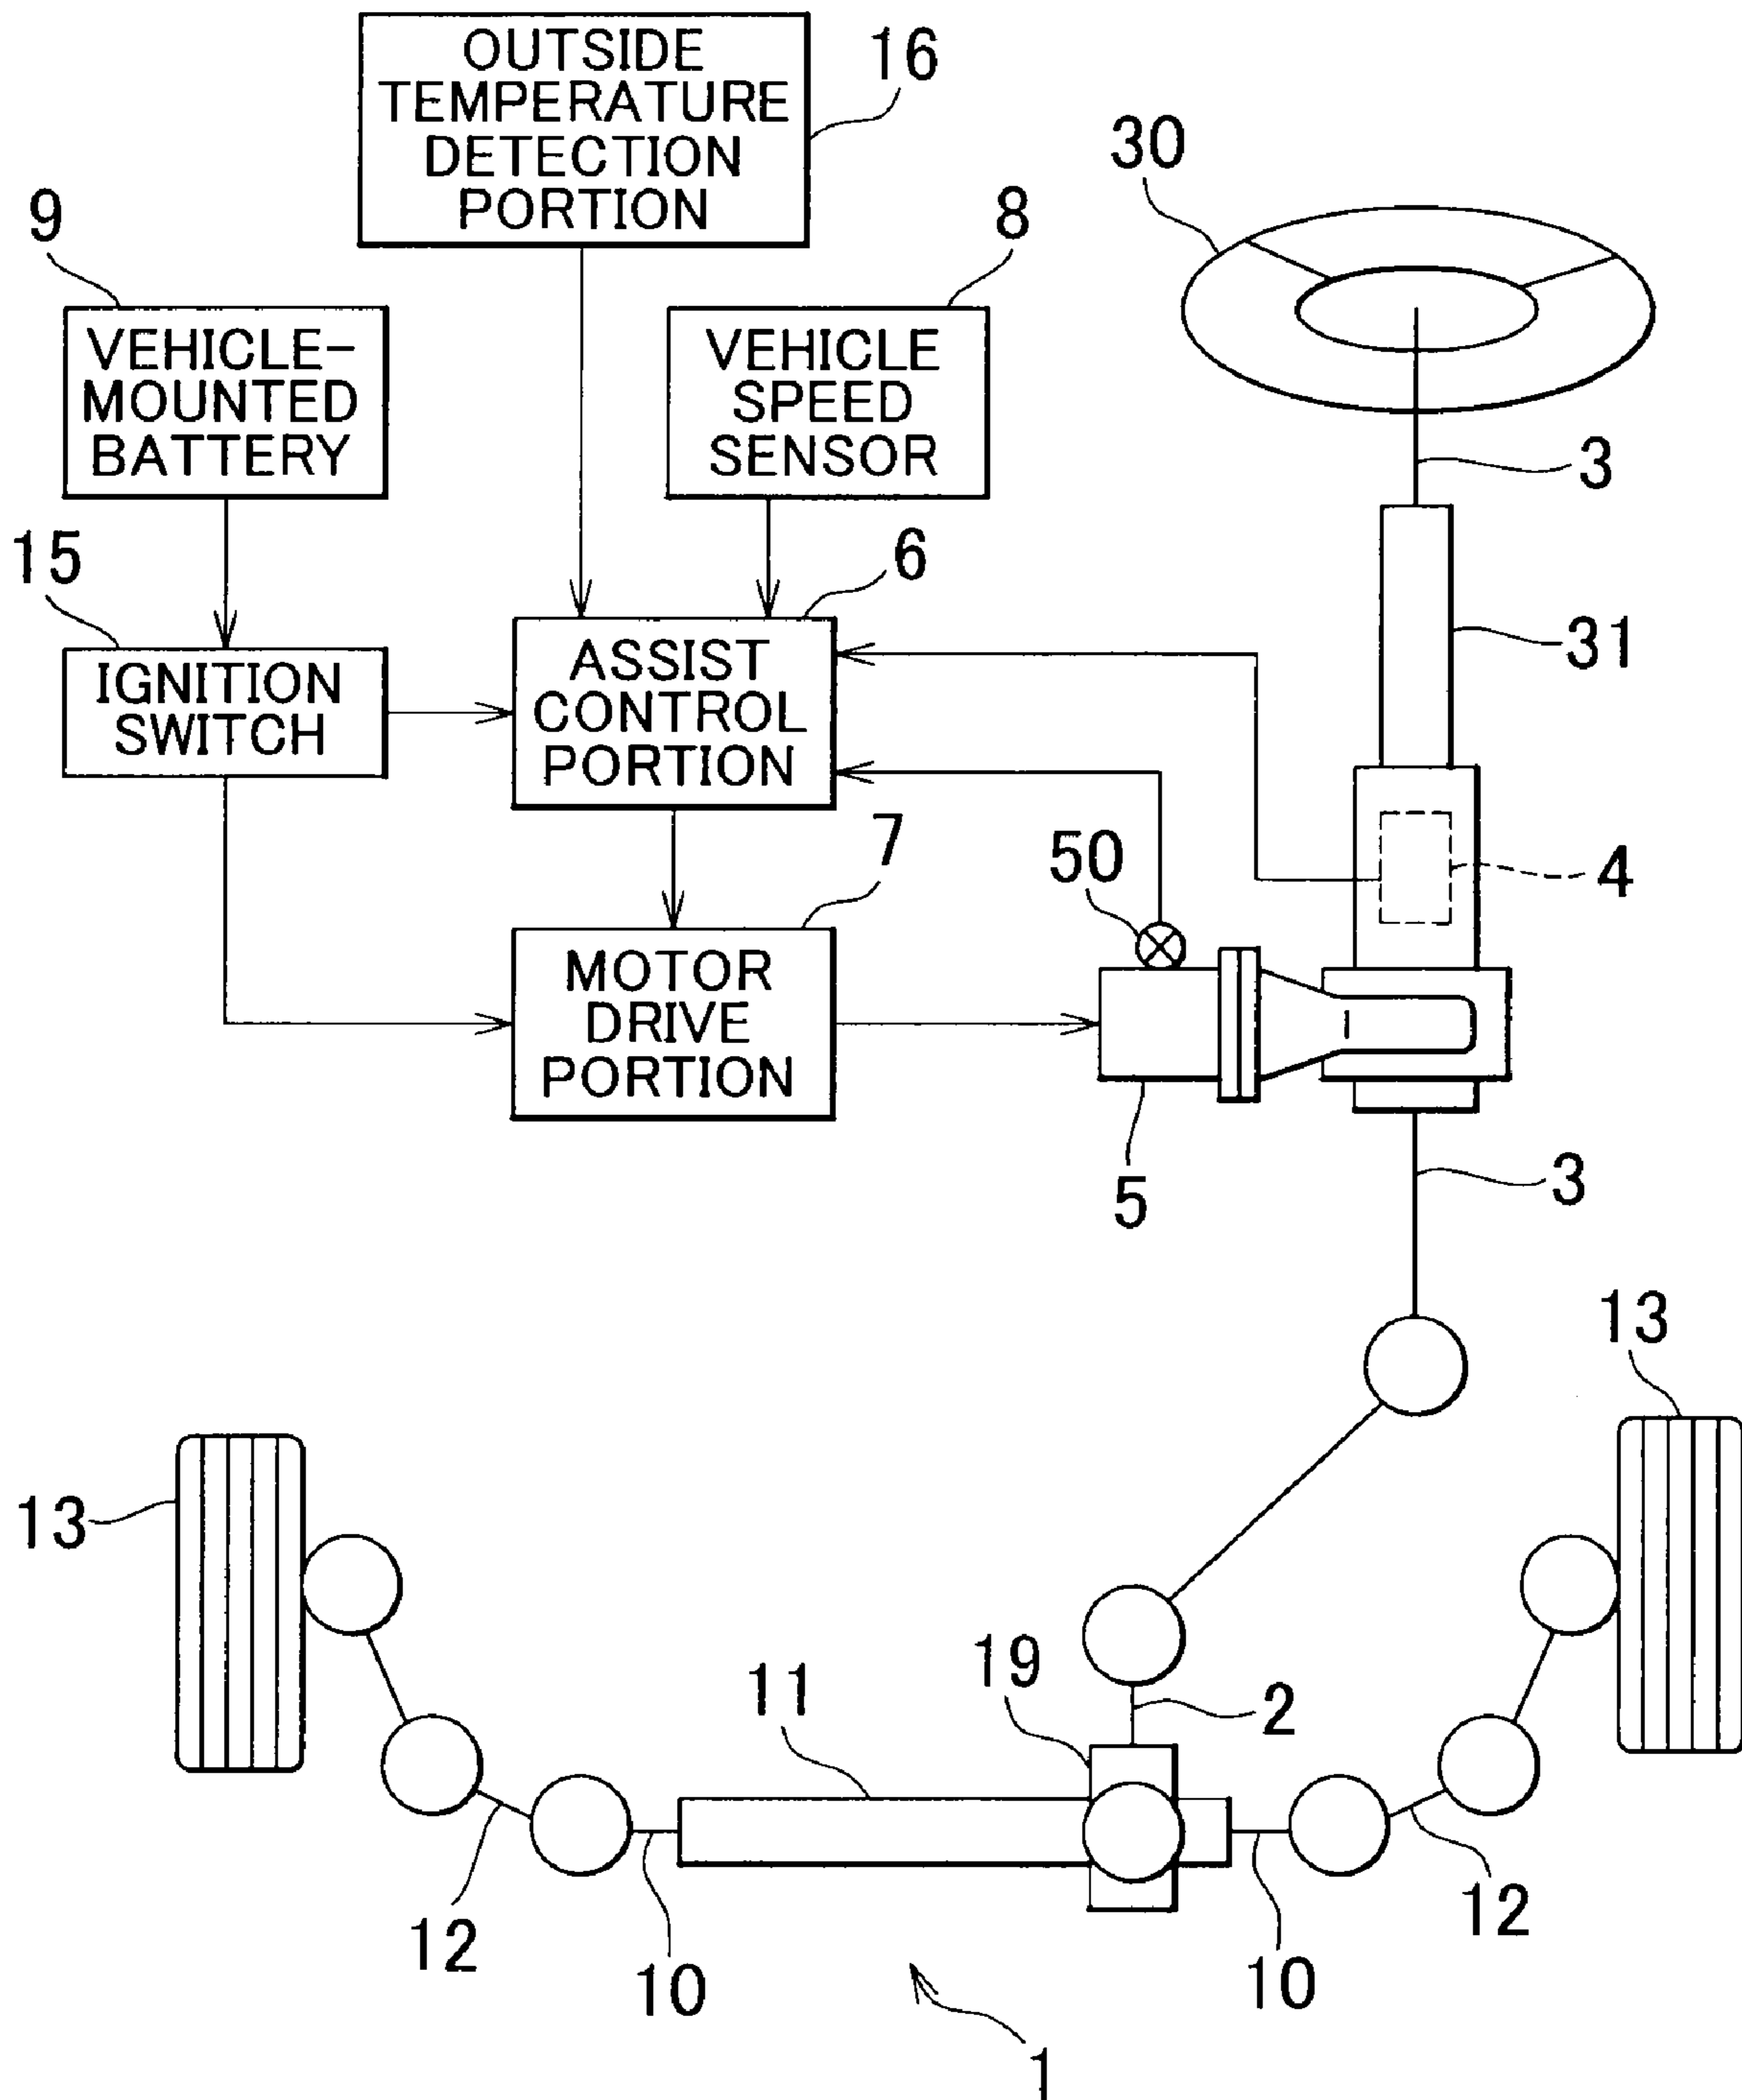 OUTSIDE
TEMPERATURE
DETECTION
PORTION
16
30
9
8
VEHICLE-
MOUNTED
BATTERY
VEHICLE
SPEED
SENSOR
3
15
6
IGNITION
SWITCH
ASSIST
CONTROL
PORTION
31
7
50
4
MOTOR
DRIVE
PORTION
5
3
13
13
19
2
11
12
10
10
12
1